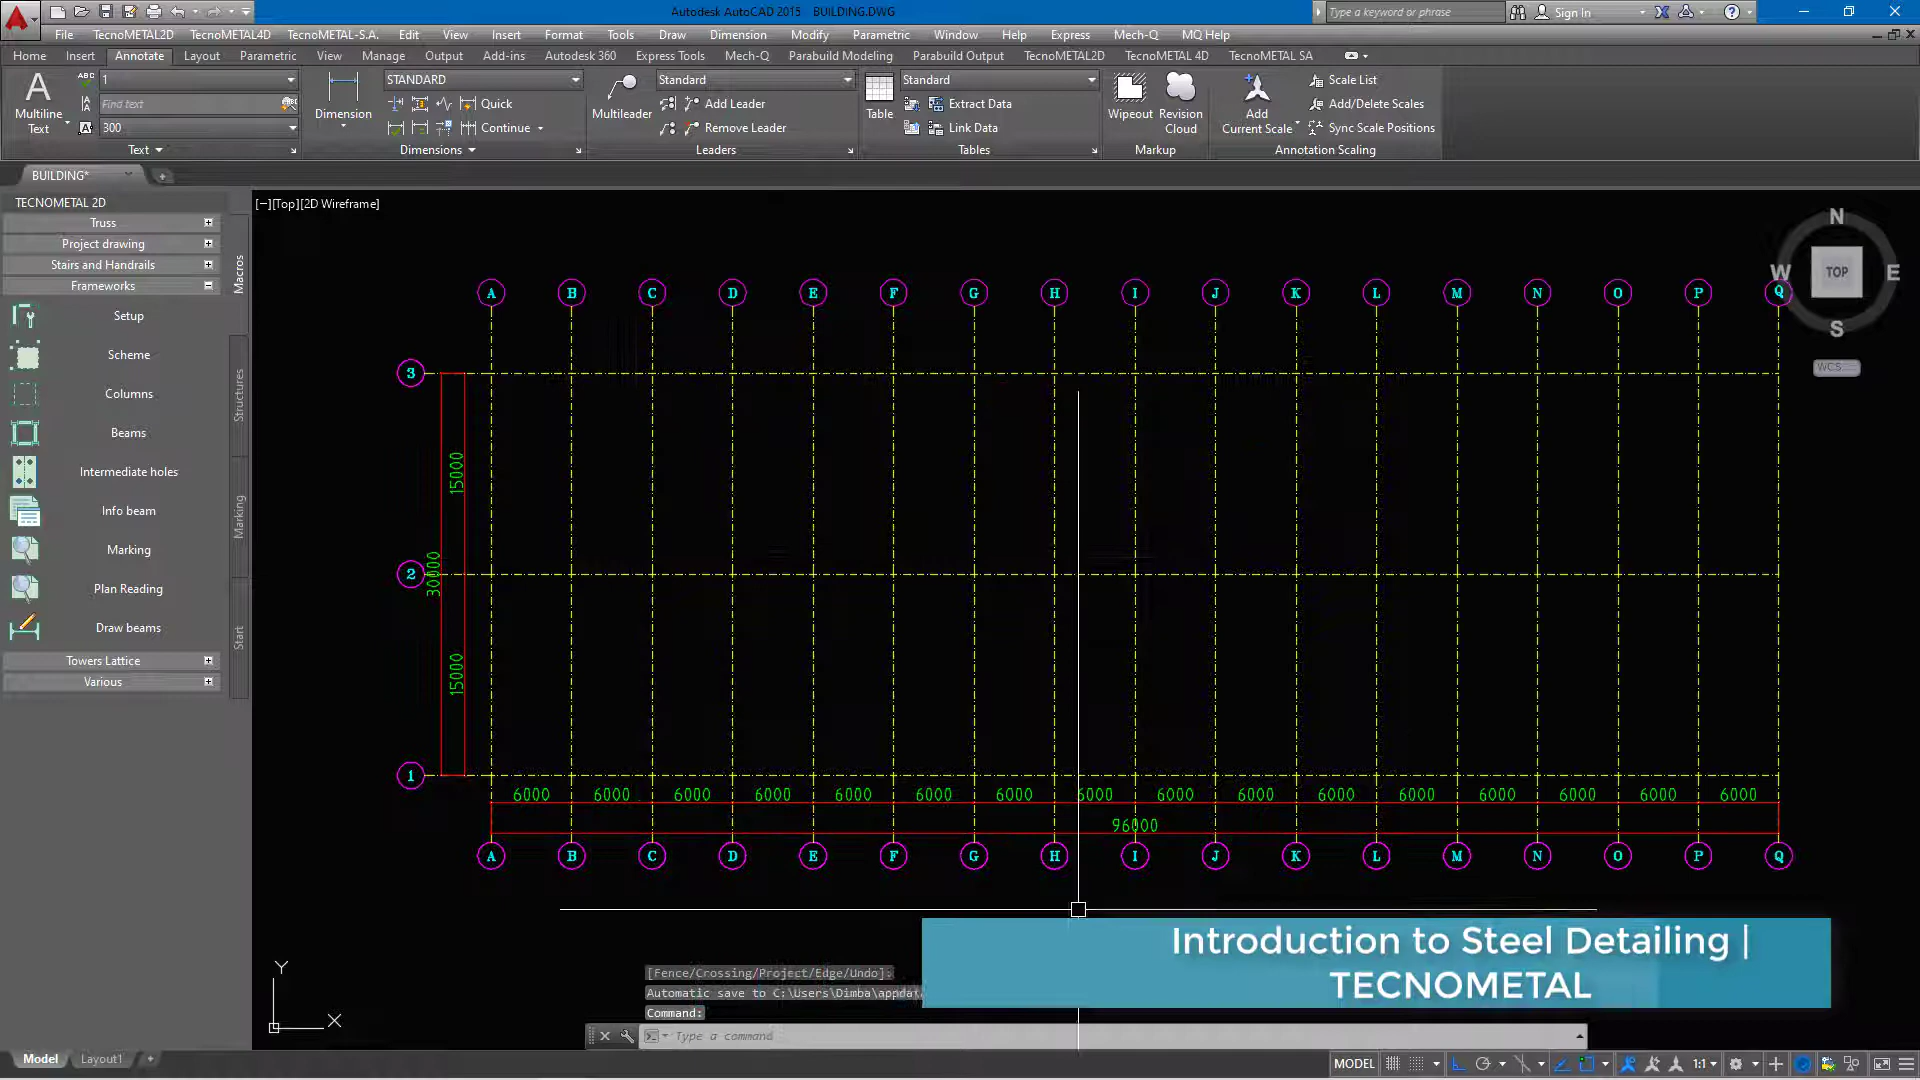 Autodesk AutoCAD 2015 BUILDING.DWG
Type a keyword or phrase
Sign In
File TecnoMETAL2D TecnoMETAL4D TecnoMETAL-S.A. Edit View Insert Format Tools Draw Dimension Modify Parametric Window Help Express Mech-Q MQ Help
Home Insert Annotate Layout Parametric View Manage Output Add-ins Autodesk 360 Express Tools Mech-Q Parabuild Modeling Parabuild Output TecnoMETAL2D TecnoMETAL 4D TecnoMETAL SA
A
Multiline
Text
ABC
1
Find text
300
Text
Dimension
STANDARD
Quick
Continue
Dimensions
Multileader
Standard
Add Leader
Remove Leader
Leaders
Table
Standard
Extract Data
Link Data
Tables
Wipeout
Revision
Cloud
Markup
Add
Current Scale
Scale List
Add/Delete Scales
Sync Scale Positions
Annotation Scaling
BUILDING*
TECNOMETAL 2D
Truss
Project drawing
Stairs and Handrails
Frameworks
Setup
Scheme
Columns
Beams
Intermediate holes
Info beam
Marking
Plan Reading
Draw beams
Towers Lattice
Various
Macros
Structures
Marking
Start
[−][Top][2D Wireframe]
N
W TOP E
S
WCS
A B C D E F G H I J K L M N O P Q
3
15000
2
30000
15000
1
6000 6000 6000 6000 6000 6000 6000 6000 6000 6000 6000 6000 6000 6000 6000 6000
96000
A B C D E F G H I J K L M N O P Q
Y
X
[Fence/Crossing/Project/Edge/Undo]:
Automatic save to C:\Users\Dimba\appdata
Command:
Type a command
Introduction to Steel Detailing |
TECNOMETAL
Model Layout1 +
MODEL
1:1